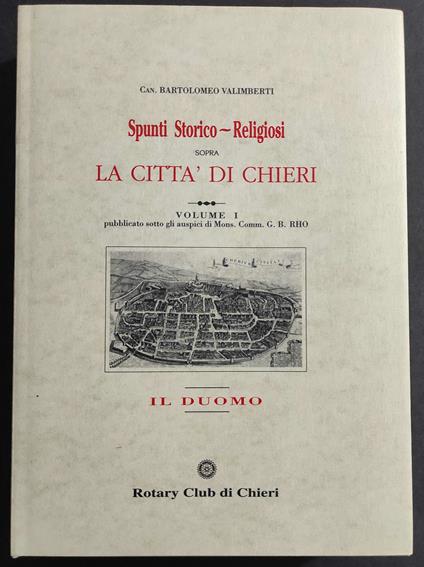 CAN. BARTOLOMEO VALIMBERTI
Spunti Storico~Religiosi
SOPRA
LA CITTA' DI CHIERI
VOLUME I
pubblicato sotto gli auspici di Mons. Comm. G. B. RHO
IL DUOMO
Rotary Club di Chieri